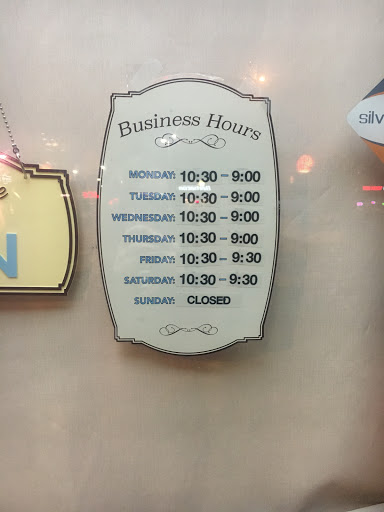 Business Hours
MONDAY: 10:30 - 9:00
TUESDAY: 10:30 - 9:00
WEDNESDAY: 10:30 - 9:00
THURSDAY: 10:30 - 9:00
FRIDAY: 10:30 - 9:30
SATURDAY: 10:30 - 9:30
SUNDAY: CLOSED
N
silv